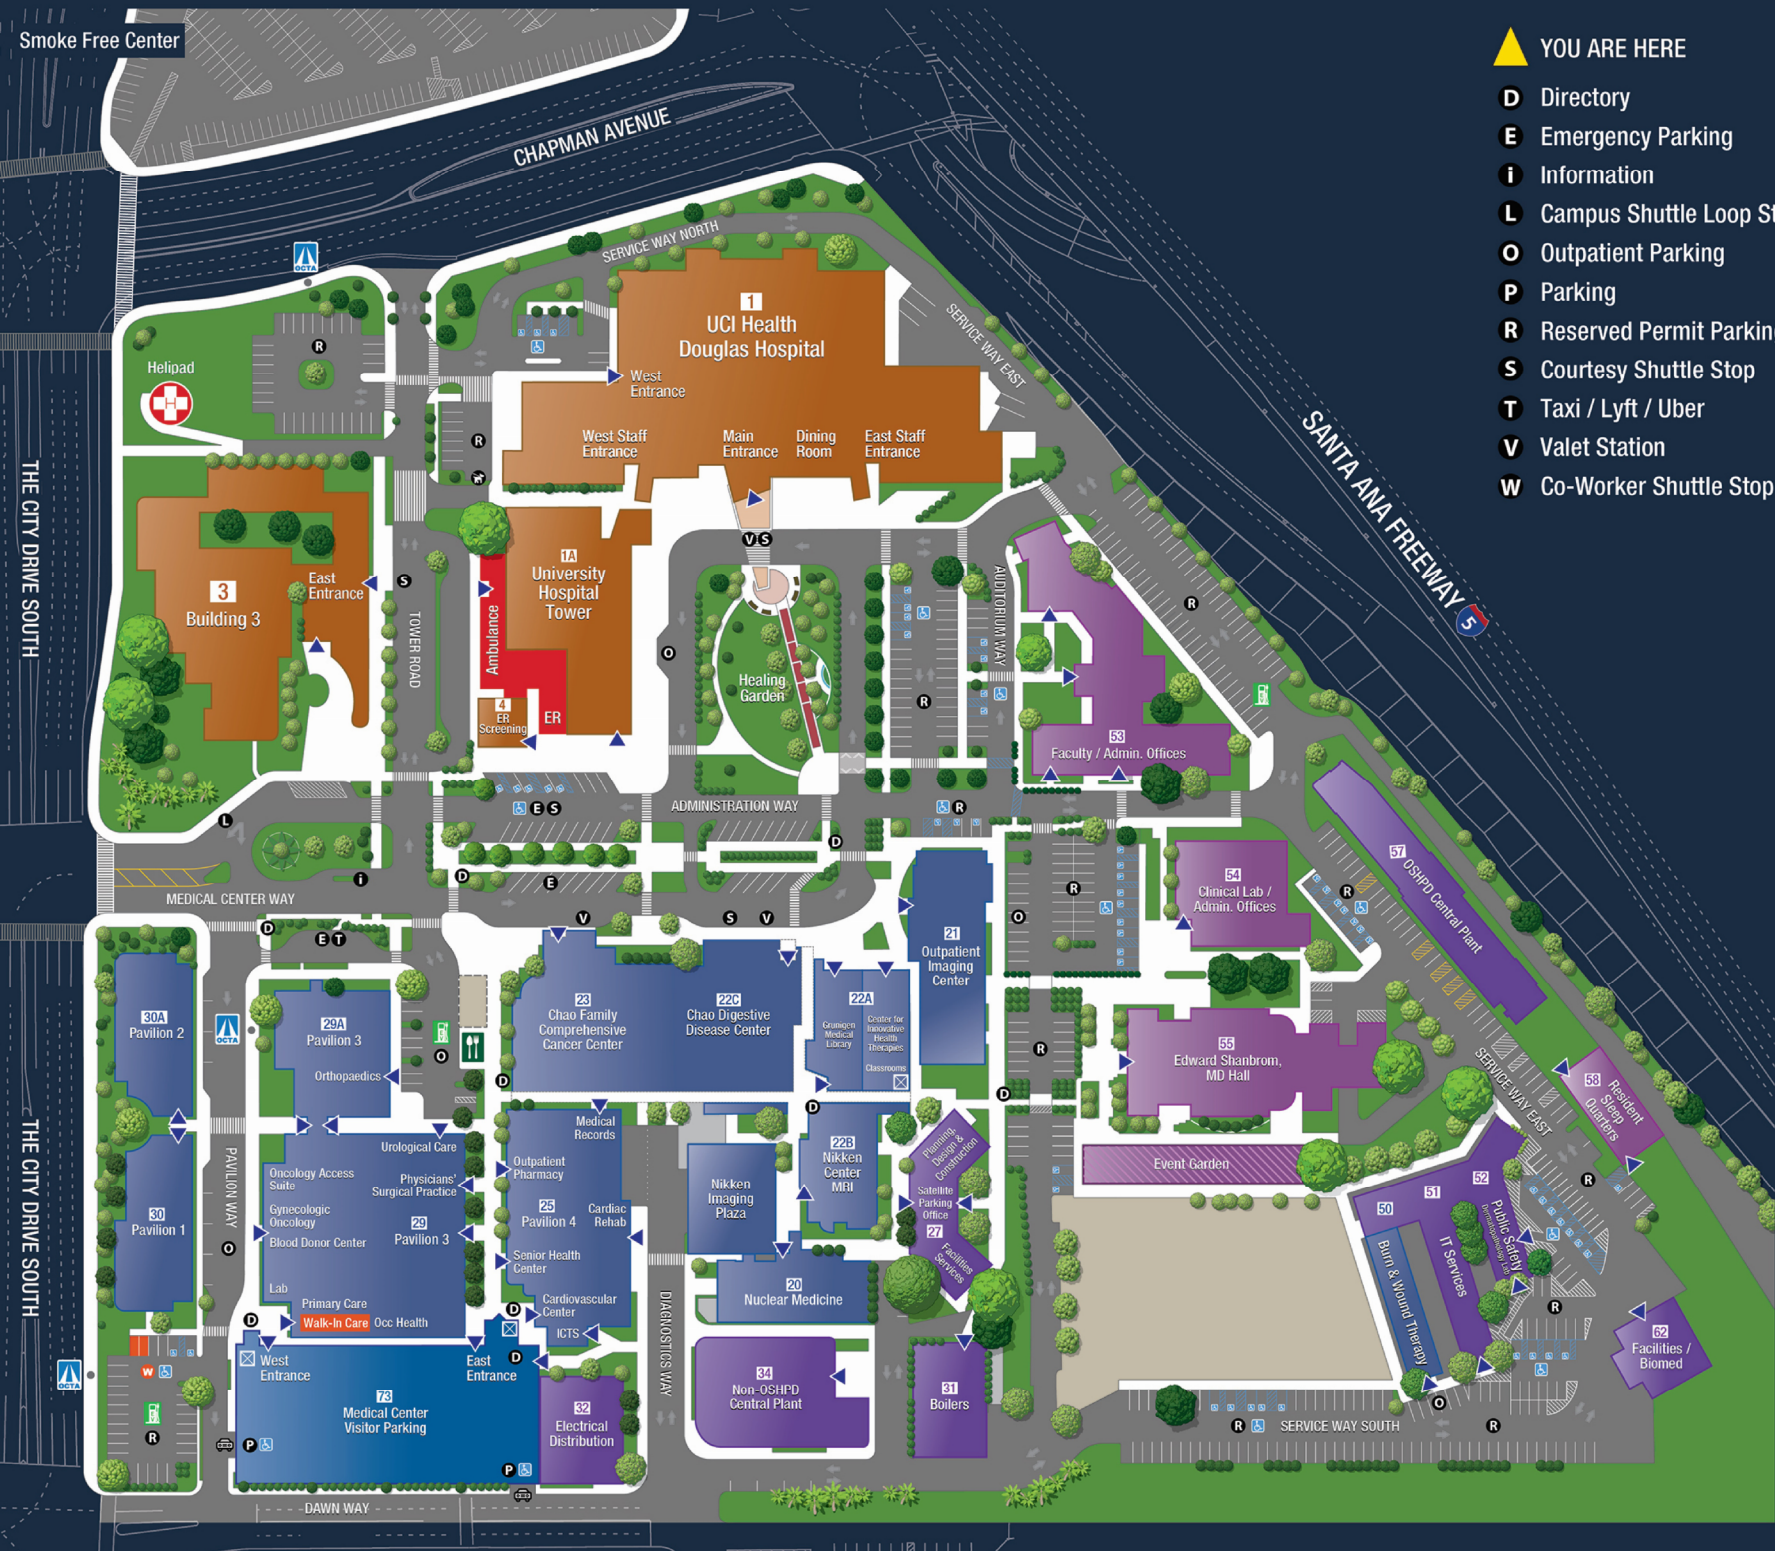 Smoke Free Center
CHAPMAN AVENUE
YOU ARE HERE
D Directory
E Emergency Parking
i Information
L Campus Shuttle Loop St
O Outpatient Parking
P Parking
R Reserved Permit Parkin
S Courtesy Shuttle Stop
T Taxi / Lyft / Uber
V Valet Station
W Co-Worker Shuttle Stop
SERVICE WAY NORTH
OCTA
SERVICE WAY EAST
SANTA ANA FREEWAY
5
THE CITY DRIVE SOUTH
Helipad
H
R
1
UCI Health
Douglas Hospital
West
Entrance
West Staff
Entrance
Main
Entrance
Dining
Room
East Staff
Entrance
R
V S
3
Building 3
East
Entrance
S
TOWER ROAD
1A
University
Hospital
Tower
Ambulance
4
ER
Screening
ER
O
Healing
Garden
R
AUDITORIUM WAY
R
53
Faculty / Admin. Offices
L
E S
ADMINISTRATION WAY
R
D
i
D
E
MEDICAL CENTER WAY
D
E T
V
S
V
O
R
54
Clinical Lab /
Admin. Offices
R
57
OSHPD Central Plant
30A
Pavilion 2
OCTA
29A
Pavilion 3
Orthopaedics
O
23
Chao Family
Comprehensive
Cancer Center
22C
Chao Digestive
Disease Center
22A
Grunigen
Medical
Library
Center for
Innovative
Health
Therapies
Classrooms
21
Outpatient
Imaging
Center
R
55
Edward Shanbrom,
MD Hall
SERVICE WAY EAST
58
Resident
Sleep
Quarters
D
D
D
THE CITY DRIVE SOUTH
30
Pavilion 1
PAVILION WAY
O
Urological Care
Oncology Access
Suite
Physicians'
Surgical Practice
Gynecologic
Oncology
Blood Donor Center
29
Pavilion 3
Lab
Primary Care
Walk-In Care
Occ Health
Medical
Records
Outpatient
Pharmacy
25
Pavilion 4
Cardiac
Rehab
Senior Health
Center
Cardiovascular
Center
ICTS
Nikken
Imaging
Plaza
22B
Nikken
Center
MRI
Planning,
Design &
Construction
Satellite
Parking
Office
27
Facilities
Services
Event Garden
50
51
52
Burn & Wound Therapy
IT Services
Public Safety
Dermatopathology Lab
R
R
62
Facilities /
Biomed
20
Nuclear Medicine
DIAGNOSTICS WAY
D
D
D
OCTA
W
R
West
Entrance
East
Entrance
73
Medical Center
Visitor Parking
P
P
32
Electrical
Distribution
34
Non-OSHPD
Central Plant
31
Boilers
R
SERVICE WAY SOUTH
O
R
DAWN WAY